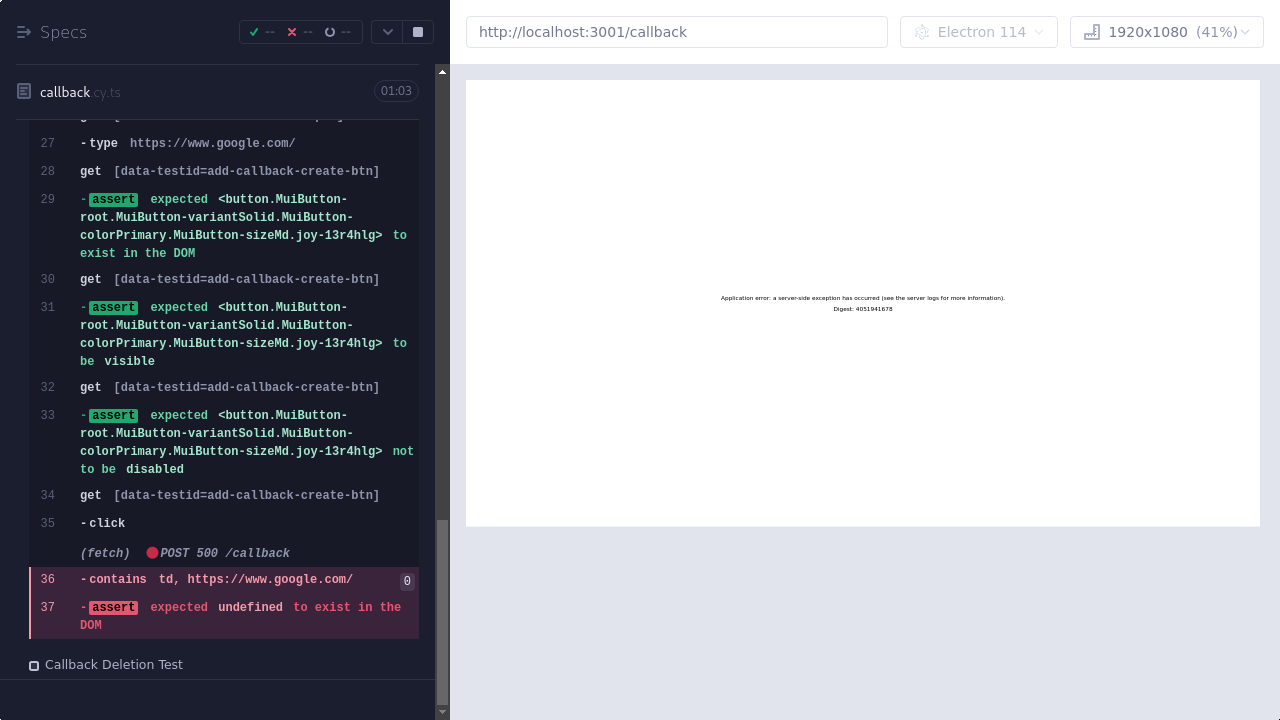 Specs
--
--
--
http://localhost:3001/callback
Electron 114
1920x1080 (41%)
callback.cy.ts
01:03
27 -type https://www.google.com/
28 get [data-testid=add-callback-create-btn]
29 -assert expected <button.MuiButton-
root.MuiButton-variantSolid.MuiButton-
colorPrimary.MuiButton-sizeMd.joy-13r4hlg> to
exist in the DOM
30 get [data-testid=add-callback-create-btn]
31 -assert expected <button.MuiButton-
root.MuiButton-variantSolid.MuiButton-
colorPrimary.MuiButton-sizeMd.joy-13r4hlg> to
be visible
32 get [data-testid=add-callback-create-btn]
33 -assert expected <button.MuiButton-
root.MuiButton-variantSolid.MuiButton-
colorPrimary.MuiButton-sizeMd.joy-13r4hlg> not
to be disabled
34 get [data-testid=add-callback-create-btn]
35 -click
(fetch) POST 500 /callback
36 -contains td, https://www.google.com/ 0
37 -assert expected undefined to exist in the
DOM
Callback Deletion Test
Application error: a server-side exception has occurred (see the server logs for more information).
Digest: 4051941678